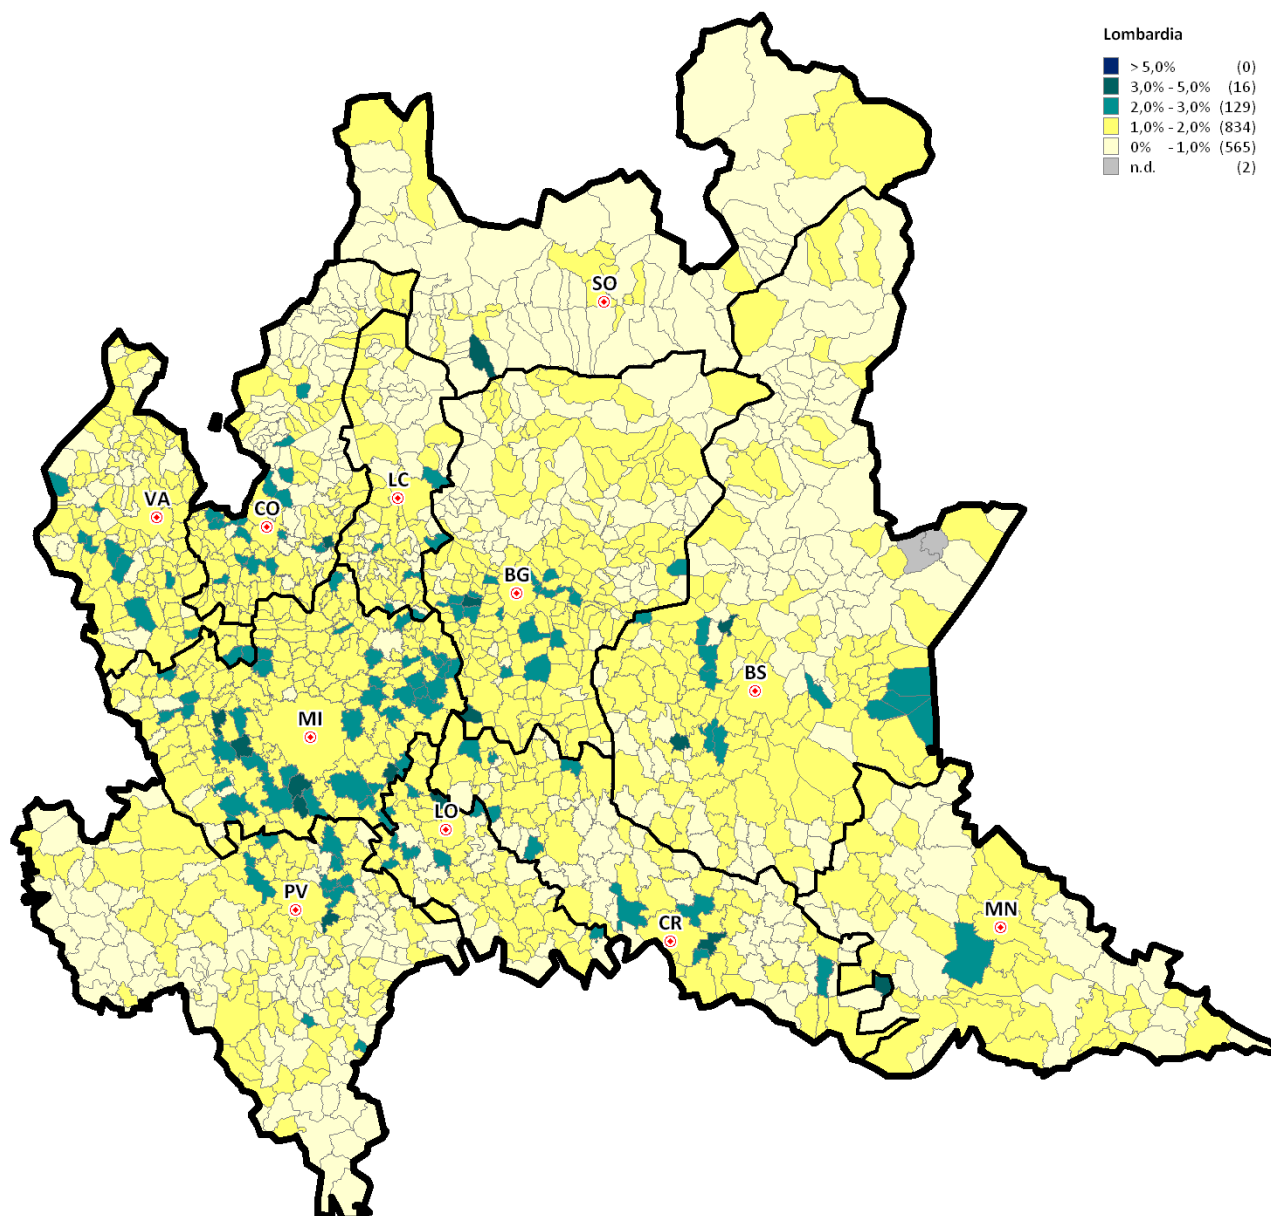 Lombardia
> 5,0% (0)
3,0% - 5,0% (16)
2,0% - 3,0% (129)
1,0% - 2,0% (834)
0% - 1,0% (565)
n.d. (2)
SO
LC
VA
CO
BG
BS
MI
LO
PV
CR
MN